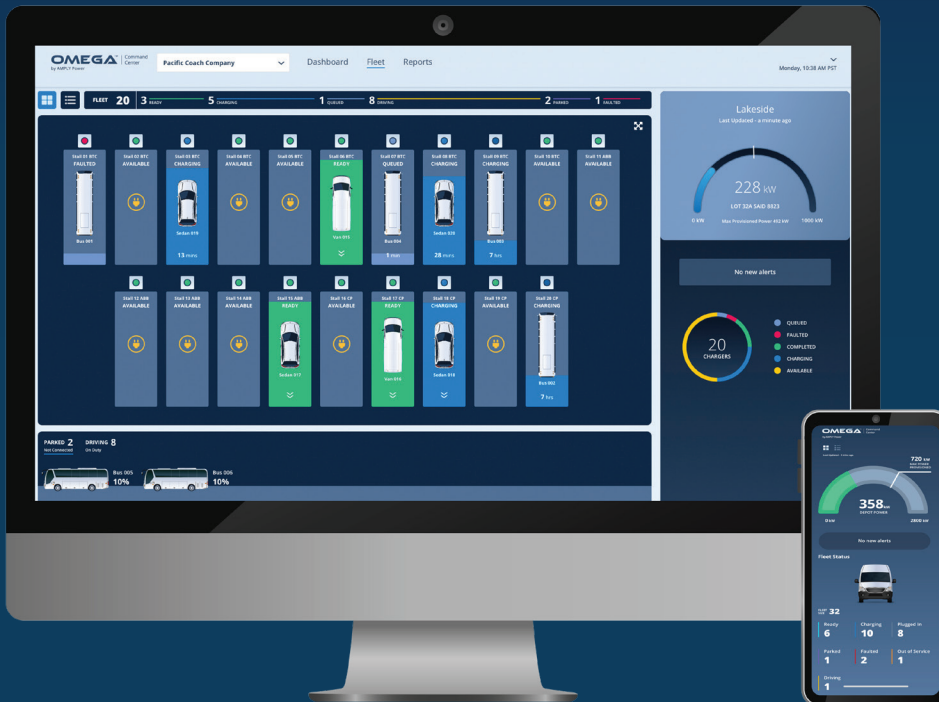 OMEGA™ Command Center
by AMPLY Power
Pacific Coach Company
Dashboard Fleet Reports
Monday, 10:28 AM PST
FLEET 20 3 READY 5 CHARGING 1 QUEUED 8 DRIVING 2 PARKED 1 FAULTED
Stall 01 BTC
FAULTED
Bus 001
Stall 02 BTC
AVAILABLE
Stall 03 BTC
CHARGING
Sedan 019
13 mins
Stall 04 BTC
AVAILABLE
Stall 05 BTC
AVAILABLE
Stall 06 BTC
READY
Van 015
Stall 07 BTC
QUEUED
Bus 004
1 min
Stall 08 BTC
CHARGING
Sedan 020
28 mins
Stall 09 BTC
CHARGING
Bus 003
7 hrs
Stall 10 BTC
AVAILABLE
Stall 11 ABB
AVAILABLE
Stall 12 ABB
AVAILABLE
Stall 13 ABB
AVAILABLE
Stall 14 ABB
AVAILABLE
Stall 15 ABB
READY
Sedan 017
Stall 16 CP
AVAILABLE
Stall 17 CP
READY
Van 016
Stall 18 CP
CHARGING
Sedan 018
Stall 19 CP
AVAILABLE
Stall 20 CP
CHARGING
Bus 002
7 hrs
PARKED 2
Not Connected
DRIVING 8
On Duty
Bus 005
10%
Bus 006
10%
Lakeside
Last Updated - a minute ago
228 kW
LOT 32A SAID 8823
0 kW
Max Provisioned Power 452 kW
1000 kW
No new alerts
20
CHARGERS
QUEUED
FAULTED
COMPLETED
CHARGING
AVAILABLE
OMEGA Command Center
720 kW
358 kW
DEPOT POWER
0 kW
2800 kW
No new alerts
Fleet Status
32
Ready
6
Charging
10
Plugged In
8
Parked
1
Faulted
2
Out of Service
1
Driving
1